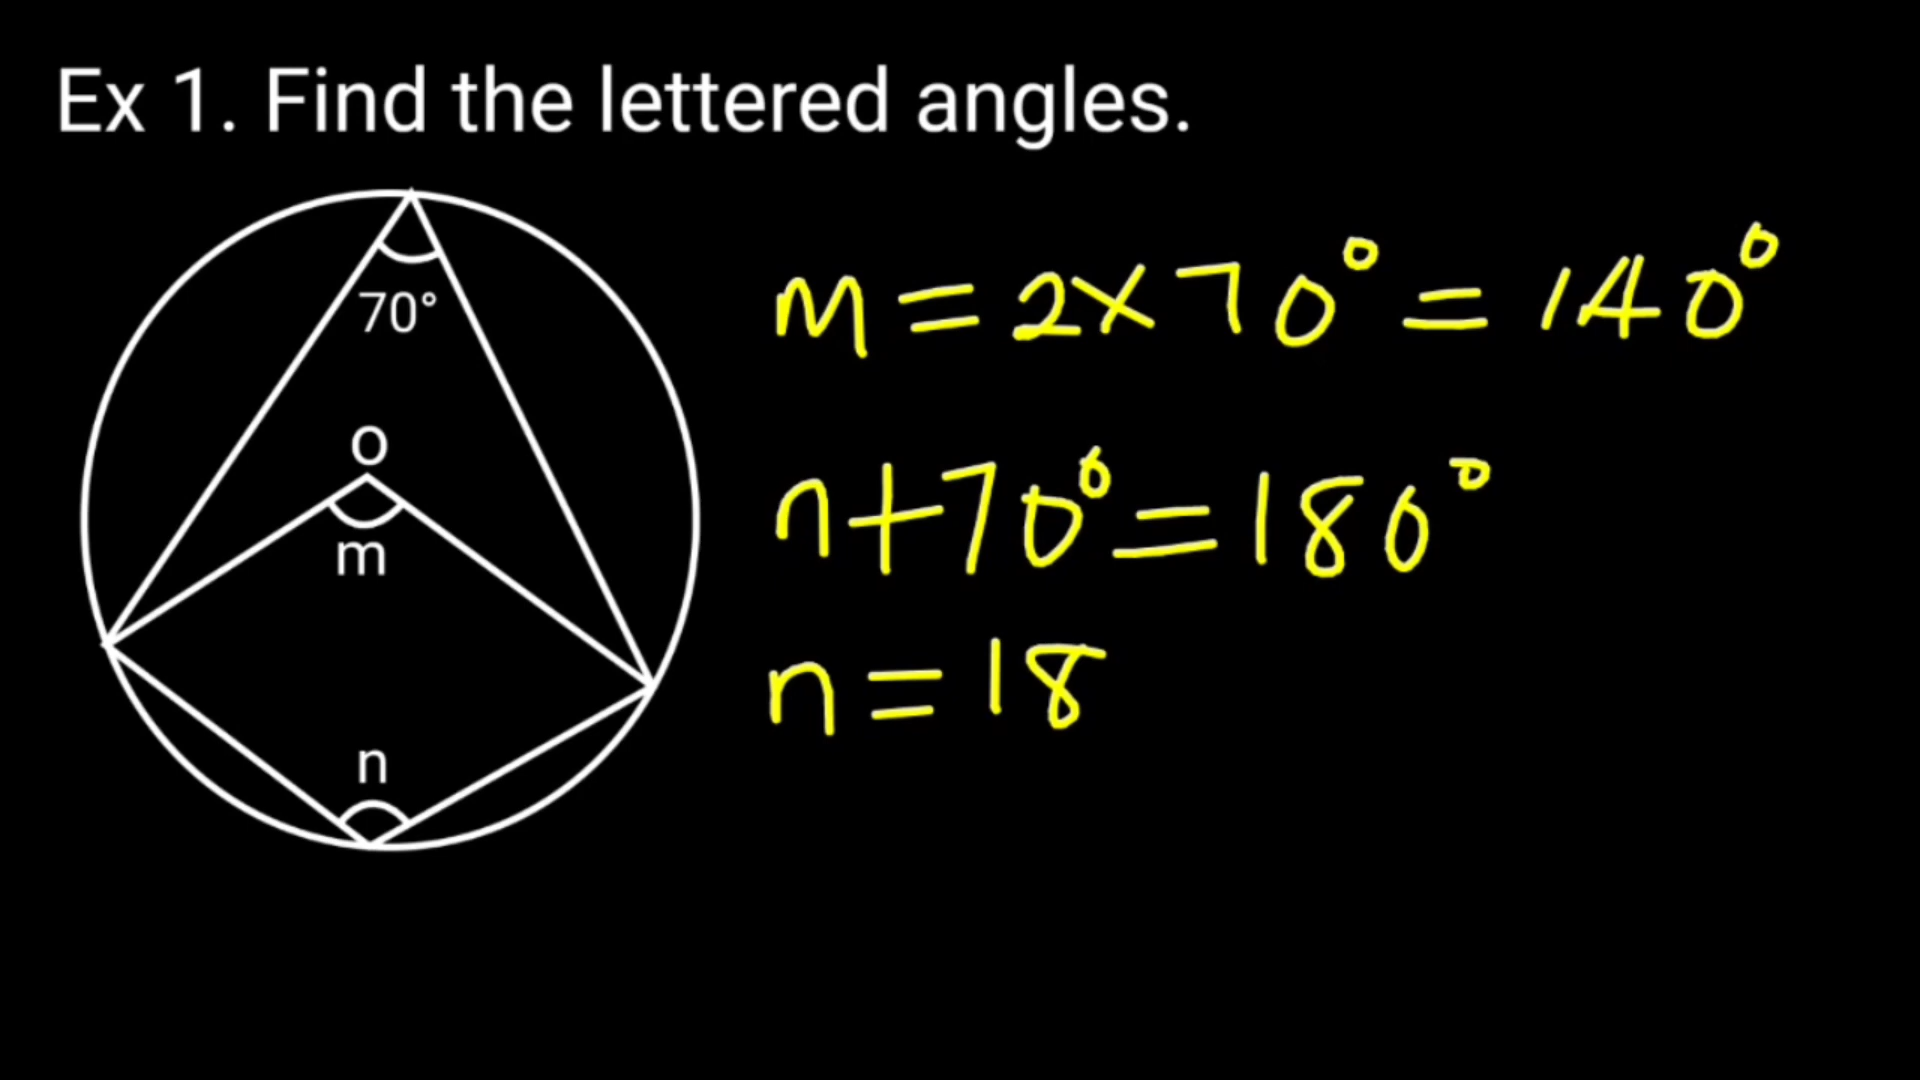 Ex 1. Find the lettered angles.
70°
o
m
n
m = 2 × 70° = 140°
n + 70° = 180°
n = 18